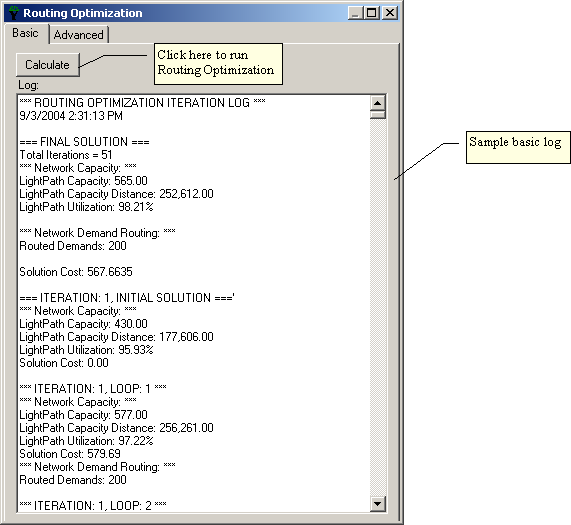 Routing Optimization
Basic
Advanced
Calculate
Click here to run
Routing Optimization
Log:
*** ROUTING OPTIMIZATION ITERATION LOG ***
9/3/2004 2:31:13 PM
=== FINAL SOLUTION ===
Total Iterations = 51
*** Network Capacity: ***
LightPath Capacity: 565.00
LightPath Capacity Distance: 252,612.00
LightPath Utilization: 98.21%
*** Network Demand Routing: ***
Routed Demands: 200
Solution Cost: 567.6635
=== ITERATION: 1, INITIAL SOLUTION ==='
*** Network Capacity: ***
LightPath Capacity: 430.00
LightPath Capacity Distance: 177,606.00
LightPath Utilization: 95.93%
Solution Cost: 0.00
*** ITERATION: 1, LOOP: 1 ***
*** Network Capacity: ***
LightPath Capacity: 577.00
LightPath Capacity Distance: 256,261.00
LightPath Utilization: 97.22%
Solution Cost: 579.69
*** Network Demand Routing: ***
Routed Demands: 200
*** ITERATION: 1, LOOP: 2 ***
Sample basic log